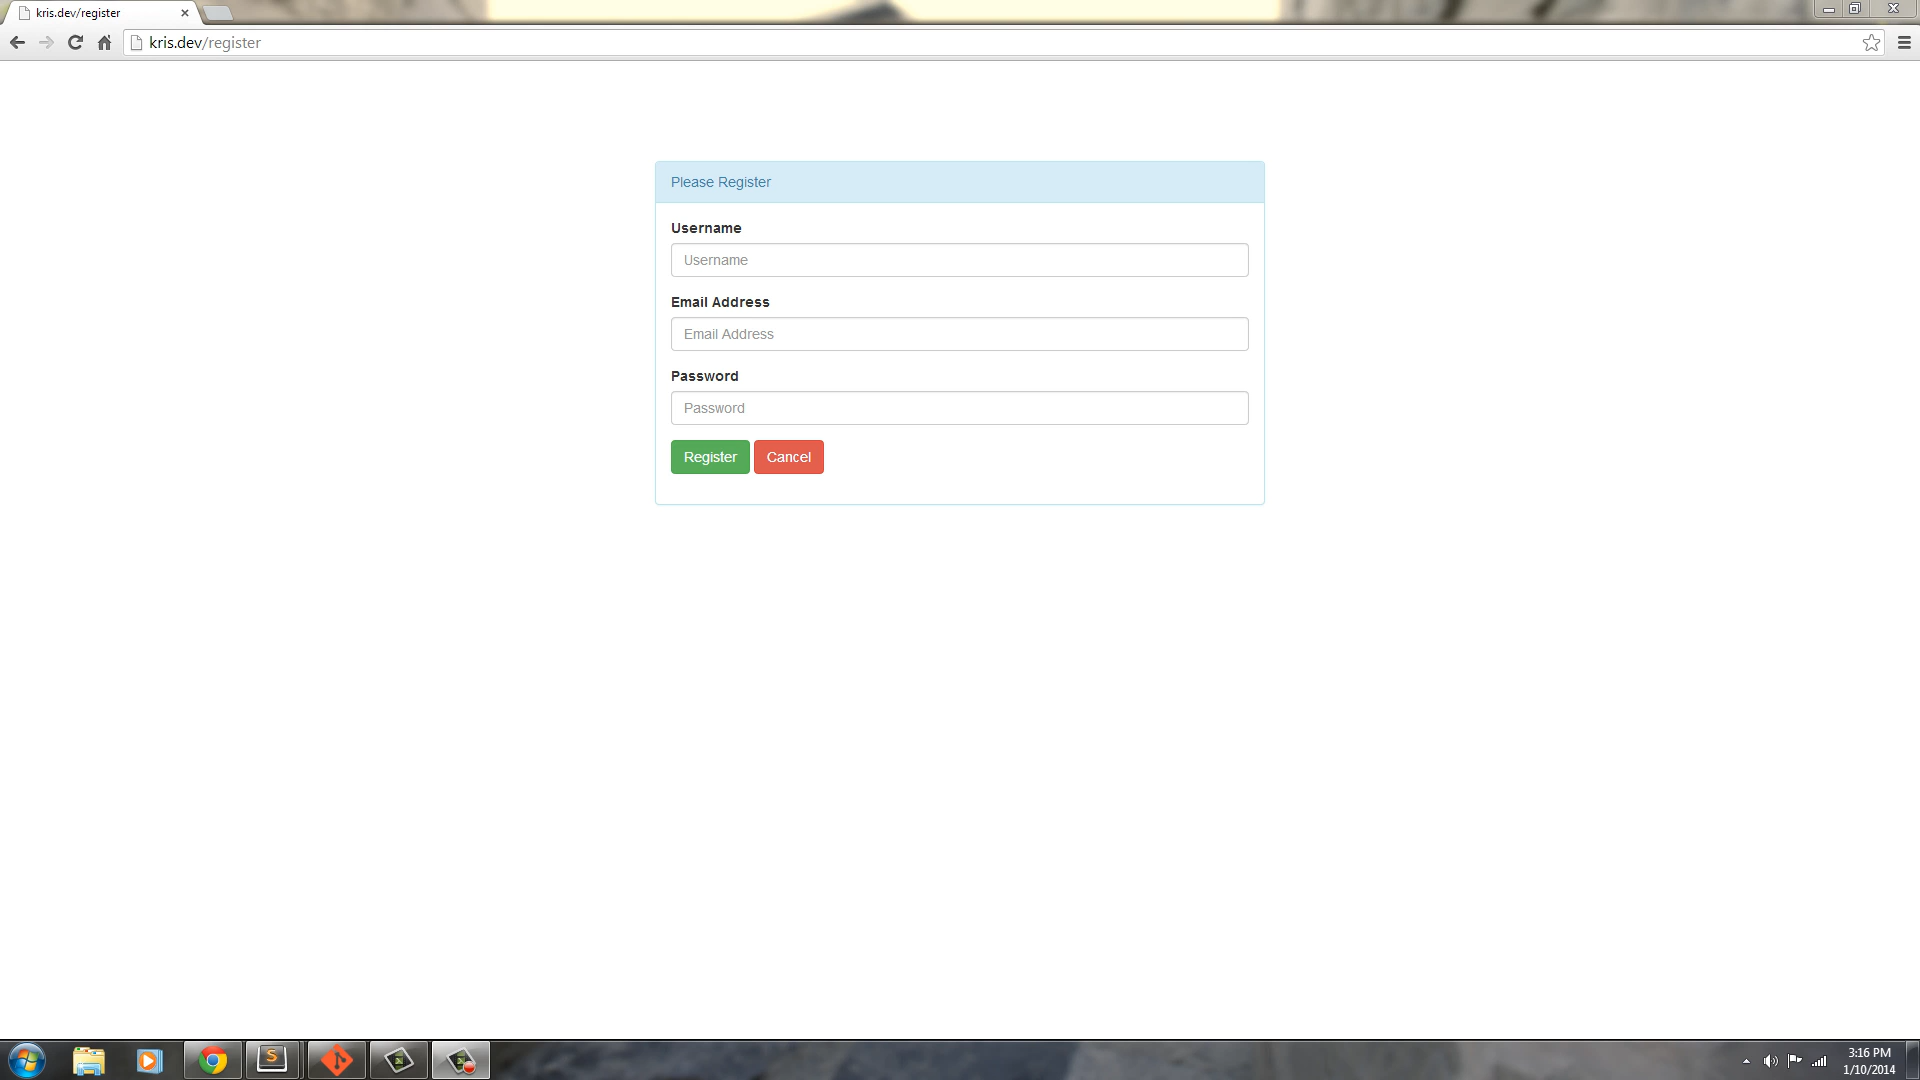 kris.dev/register
kris.dev/register
Please Register
Username
Username
Email Address
Email Address
Password
Password
Register Cancel
S
3:16 PM
1/10/2014